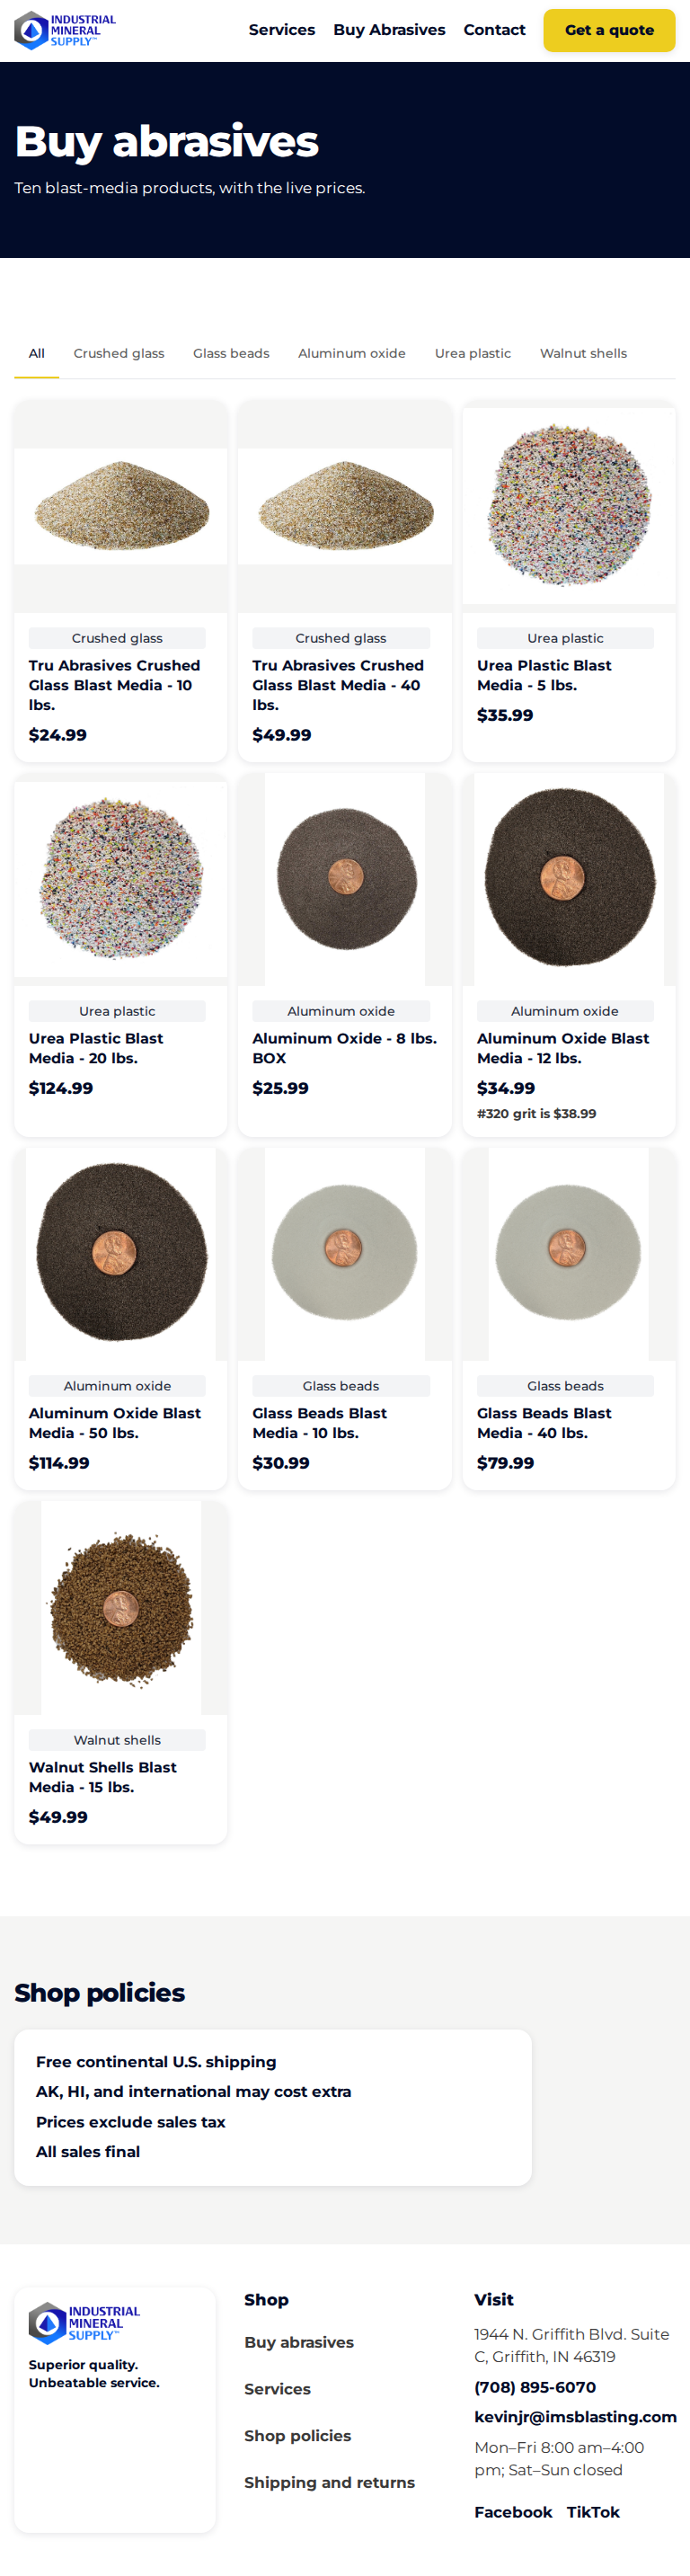 INDUSTRIAL
MINERAL
SUPPLY™
Services
Buy Abrasives
Contact
Get a quote
Buy abrasives
Ten blast-media products, with the live prices.
All
Crushed glass
Glass beads
Aluminum oxide
Urea plastic
Walnut shells
Crushed glass
Tru Abrasives Crushed
Glass Blast Media - 10
lbs.
$24.99
Crushed glass
Tru Abrasives Crushed
Glass Blast Media - 40
lbs.
$49.99
Urea plastic
Urea Plastic Blast
Media - 5 lbs.
$35.99
Urea plastic
Urea Plastic Blast
Media - 20 lbs.
$124.99
Aluminum oxide
Aluminum Oxide - 8 lbs.
BOX
$25.99
Aluminum oxide
Aluminum Oxide Blast
Media - 12 lbs.
$34.99
#320 grit is $38.99
Aluminum oxide
Aluminum Oxide Blast
Media - 50 lbs.
$114.99
Glass beads
Glass Beads Blast
Media - 10 lbs.
$30.99
Glass beads
Glass Beads Blast
Media - 40 lbs.
$79.99
Walnut shells
Walnut Shells Blast
Media - 15 lbs.
$49.99
Shop policies
Free continental U.S. shipping
AK, HI, and international may cost extra
Prices exclude sales tax
All sales final
INDUSTRIAL
MINERAL
SUPPLY™
Superior quality.
Unbeatable service.
Shop
Buy abrasives
Services
Shop policies
Shipping and returns
Visit
1944 N. Griffith Blvd. Suite
C, Griffith, IN 46319
(708) 895-6070
kevinjr@imsblasting.com
Mon–Fri 8:00 am–4:00
pm; Sat–Sun closed
Facebook
TikTok